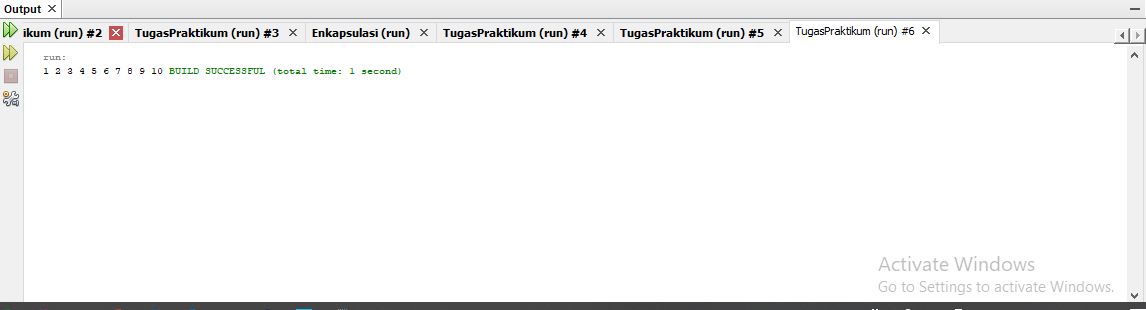 Output
ikum (run) #2 TugasPraktikum (run) #3 Enkapsulasi (run) TugasPraktikum (run) #4 TugasPraktikum (run) #5 TugasPraktikum (run) #6
run:
1 2 3 4 5 6 7 8 9 10 BUILD SUCCESSFUL (total time: 1 second)
Activate Windows
Go to Settings to activate Windows.